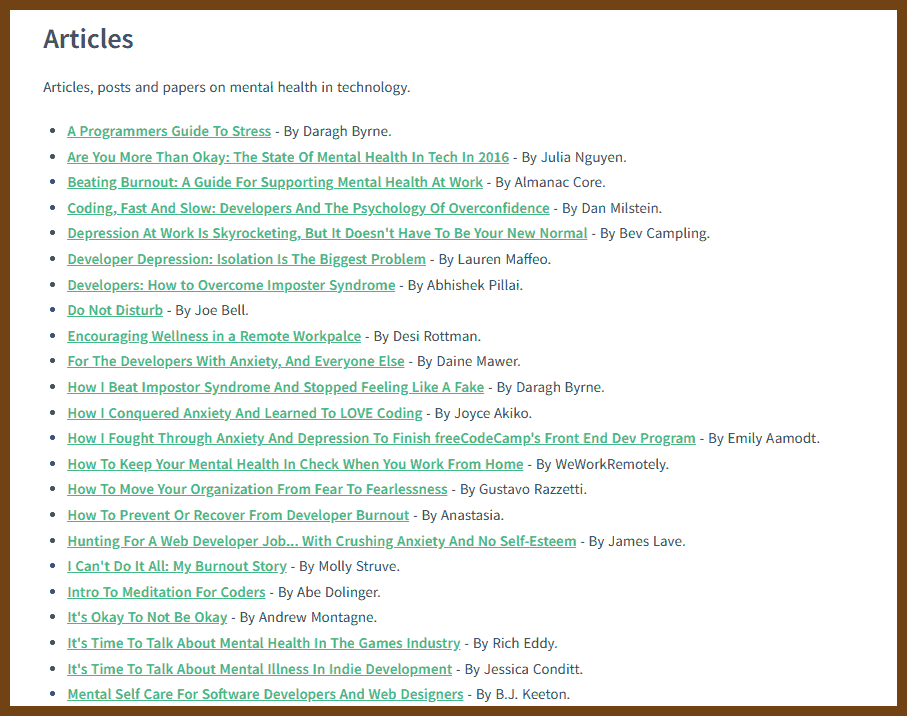 Articles
Articles, posts and papers on mental health in technology.
• A Programmers Guide To Stress - By Daragh Byrne.
• Are You More Than Okay: The State Of Mental Health In Tech In 2016 - By Julia Nguyen.
• Beating Burnout: A Guide For Supporting Mental Health At Work - By Almanac Core.
• Coding, Fast And Slow: Developers And The Psychology Of Overconfidence - By Dan Milstein.
• Depression At Work Is Skyrocketing, But It Doesn't Have To Be Your New Normal - By Bev Campling.
• Developer Depression: Isolation Is The Biggest Problem - By Lauren Maffeo.
• Developers: How to Overcome Imposter Syndrome - By Abhishek Pillai.
• Do Not Disturb - By Joe Bell.
• Encouraging Wellness in a Remote Workpalce - By Desi Rottman.
• For The Developers With Anxiety, And Everyone Else - By Daine Mawer.
• How I Beat Impostor Syndrome And Stopped Feeling Like A Fake - By Daragh Byrne.
• How I Conquered Anxiety And Learned To LOVE Coding - By Joyce Akiko.
• How I Fought Through Anxiety And Depression To Finish freeCodeCamp's Front End Dev Program - By Emily Aamodt.
• How To Keep Your Mental Health In Check When You Work From Home - By WeWorkRemotely.
• How To Move Your Organization From Fear To Fearlessness - By Gustavo Razzetti.
• How To Prevent Or Recover From Developer Burnout - By Anastasia.
• Hunting For A Web Developer Job... With Crushing Anxiety And No Self-Esteem - By James Lave.
• I Can't Do It All: My Burnout Story - By Molly Struve.
• Intro To Meditation For Coders - By Abe Dolinger.
• It's Okay To Not Be Okay - By Andrew Montagne.
• It's Time To Talk About Mental Health In The Games Industry - By Rich Eddy.
• It's Time To Talk About Mental Illness In Indie Development - By Jessica Conditt.
• Mental Self Care For Software Developers And Web Designers - By B.J. Keeton.